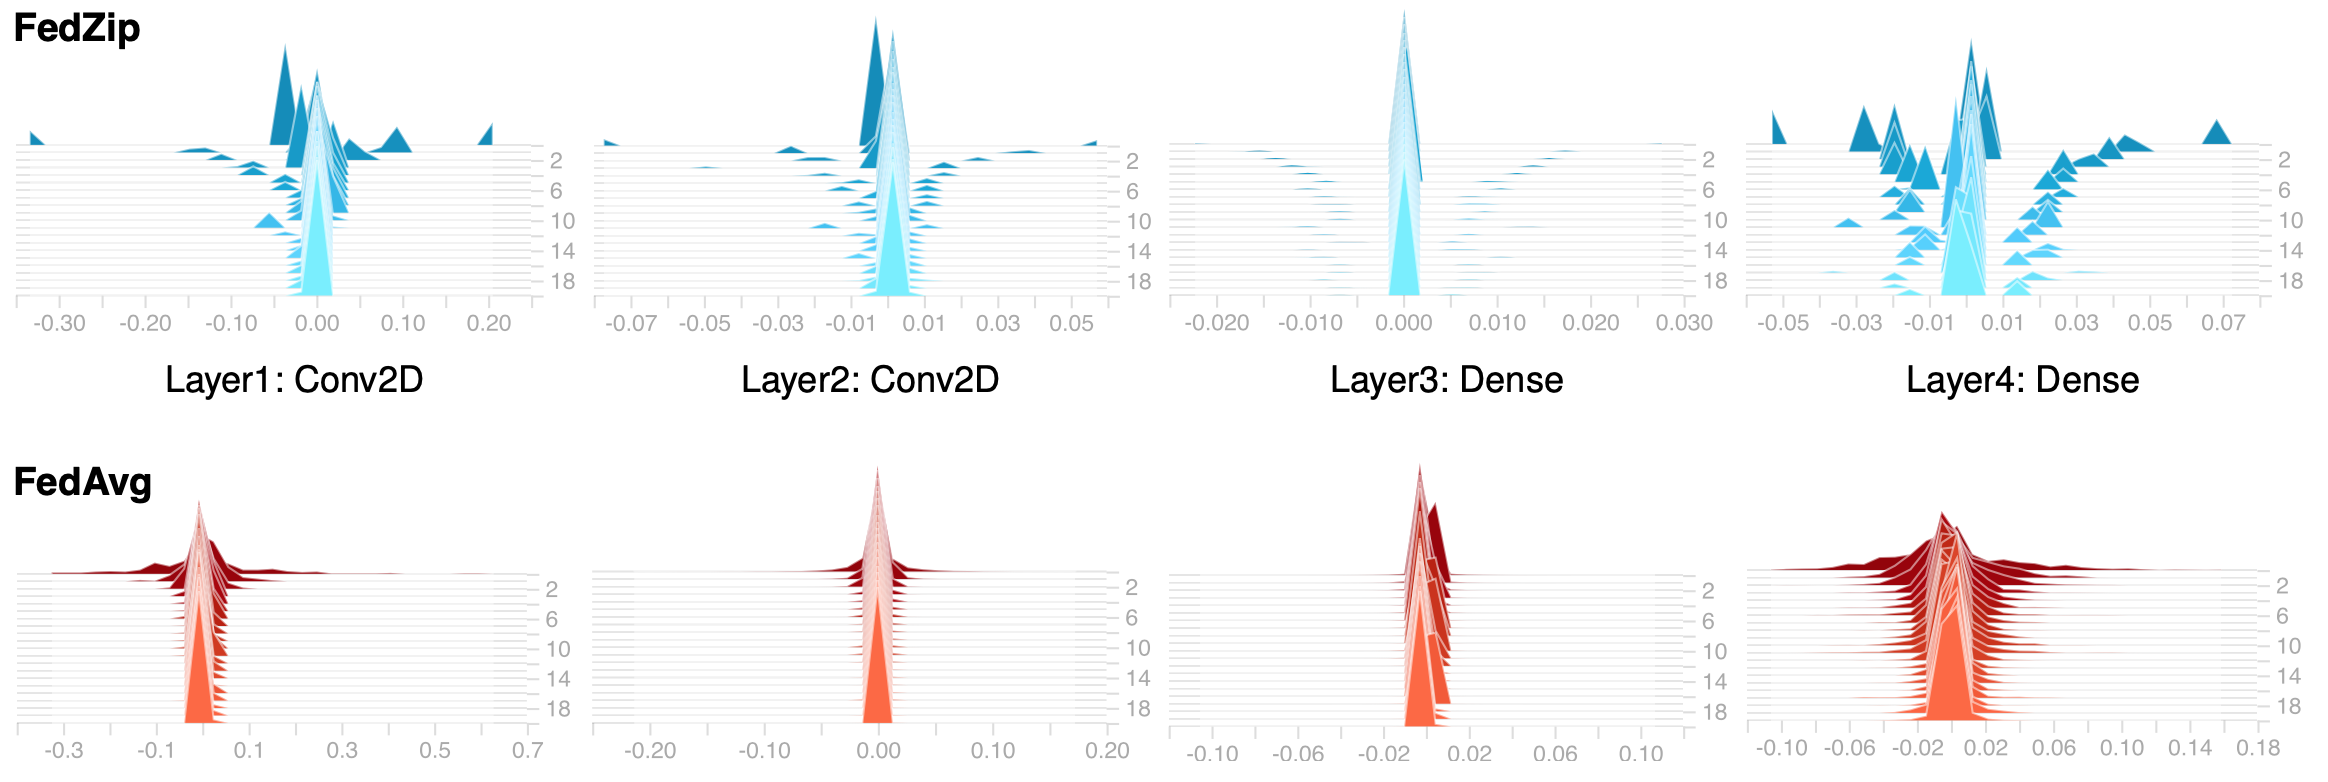 FedZip
2
6
10
14
18
-0.30 -0.20 -0.10 0.00 0.10 0.20
2
6
10
14
18
-0.07 -0.05 -0.03 -0.01 0.01 0.03 0.05
2
6
10
14
18
-0.020 -0.010 0.000 0.010 0.020 0.030
2
6
10
14
18
-0.05 -0.03 -0.01 0.01 0.03 0.05 0.07
Layer1: Conv2D
Layer2: Conv2D
Layer3: Dense
Layer4: Dense
FedAvg
2
6
10
14
18
-0.3 -0.1 0.1 0.3 0.5 0.7
2
6
10
14
18
-0.20 -0.10 0.00 0.10 0.20
2
6
10
14
18
-0.10 -0.06 -0.02 0.02 0.06 0.10
2
6
10
14
18
-0.10 -0.06 -0.02 0.02 0.06 0.10 0.14 0.18